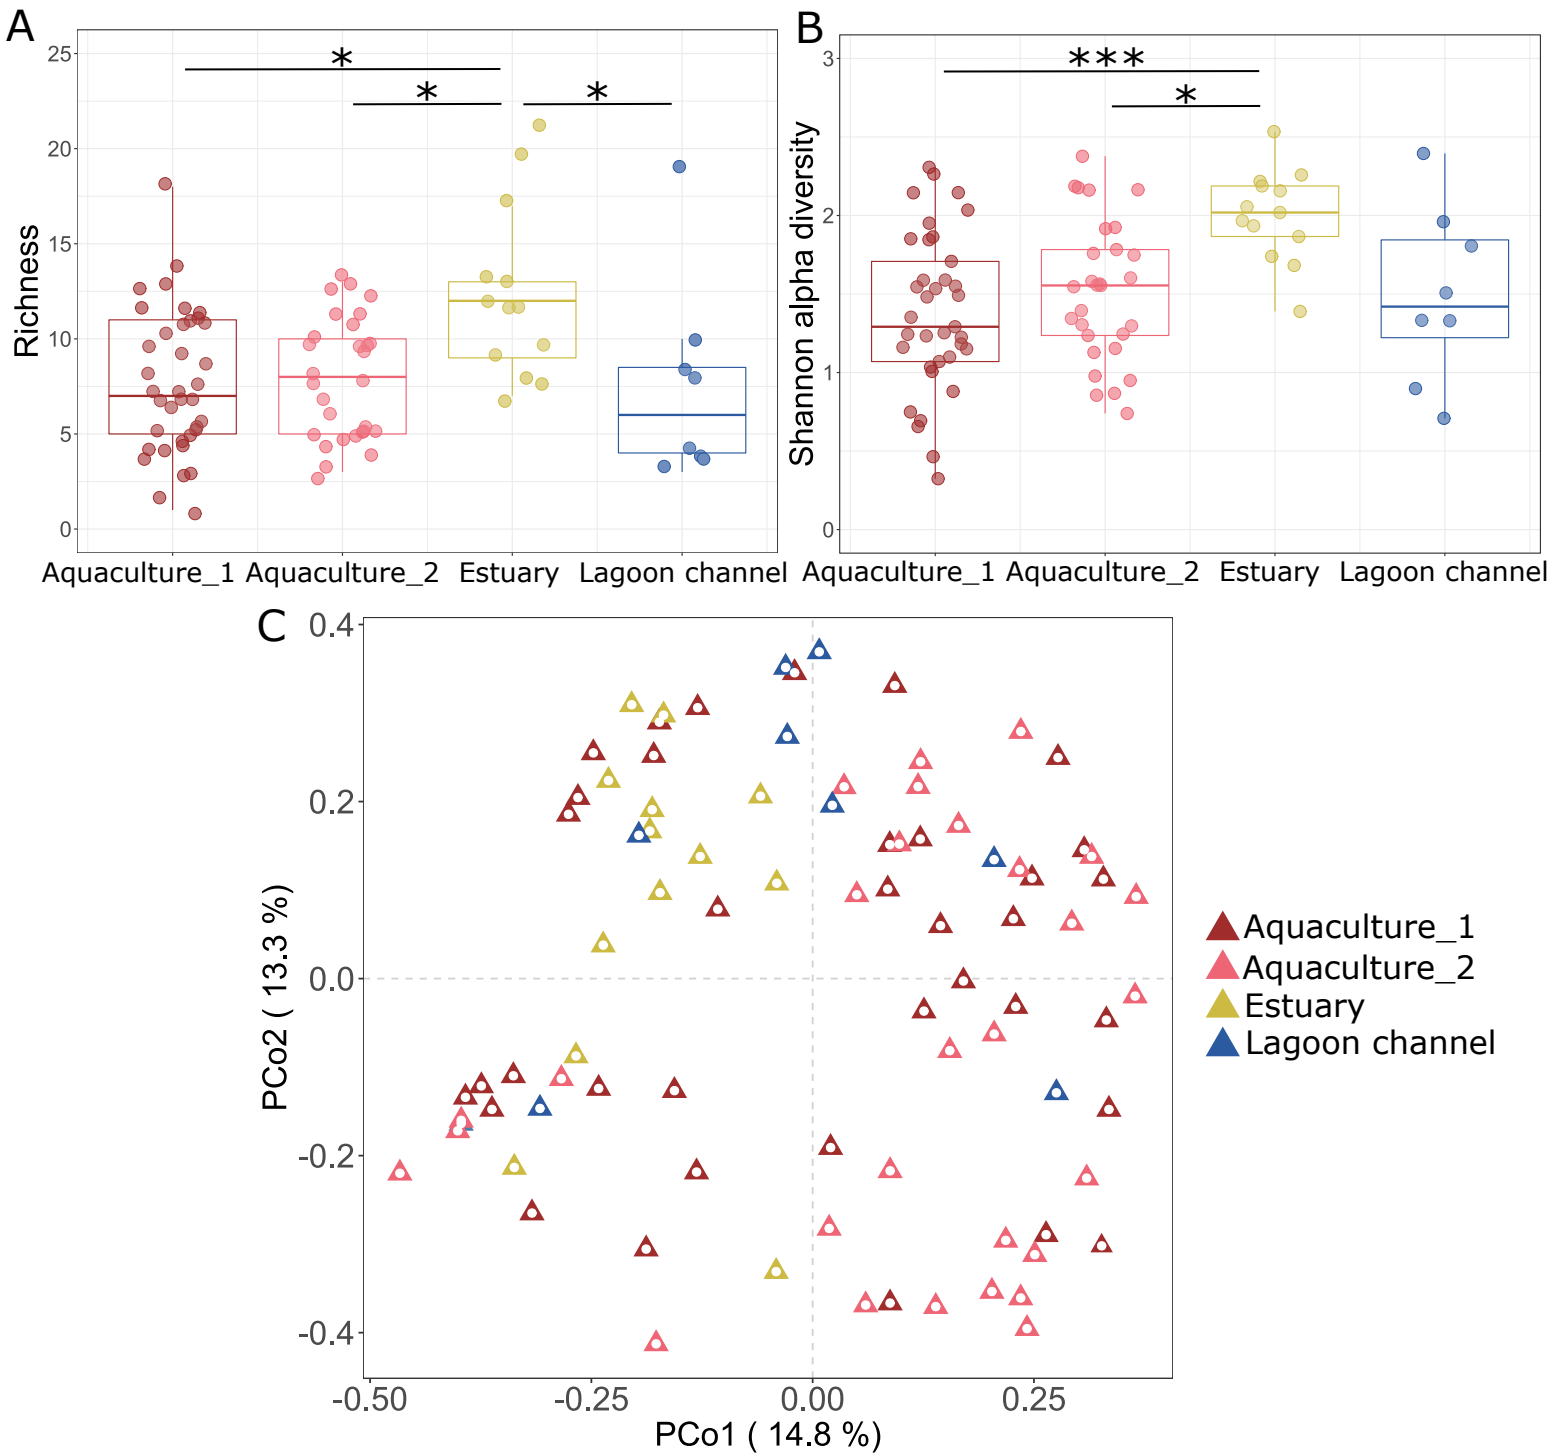 A
B
25
20
15
10
5
0
Richness
*
*
*
Aquaculture_1 Aquaculture_2 Estuary Lagoon channel
3
2
1
0
Shannon alpha diversity
***
*
Aquaculture_1 Aquaculture_2 Estuary Lagoon channel
C
0.4
0.2
0.0
-0.2
-0.4
PCo2 ( 13.3 %)
-0.50 -0.25 0.00 0.25
PCo1 ( 14.8 %)
Aquaculture_1
Aquaculture_2
Estuary
Lagoon channel